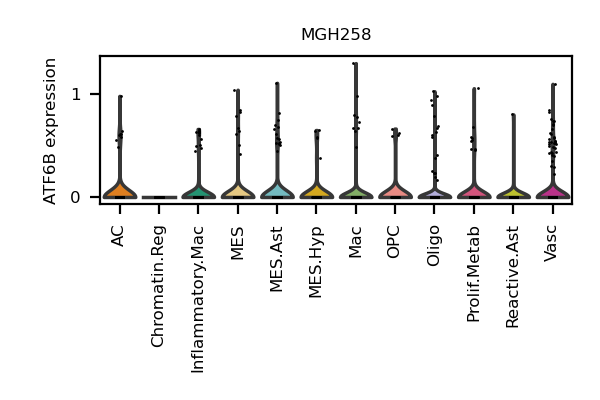 MGH258
ATF6B expression
1
0
AC
Chromatin.Reg
Inflammatory.Mac
MES
MES.Ast
MES.Hyp
Mac
OPC
Oligo
Prolif.Metab
Reactive.Ast
Vasc